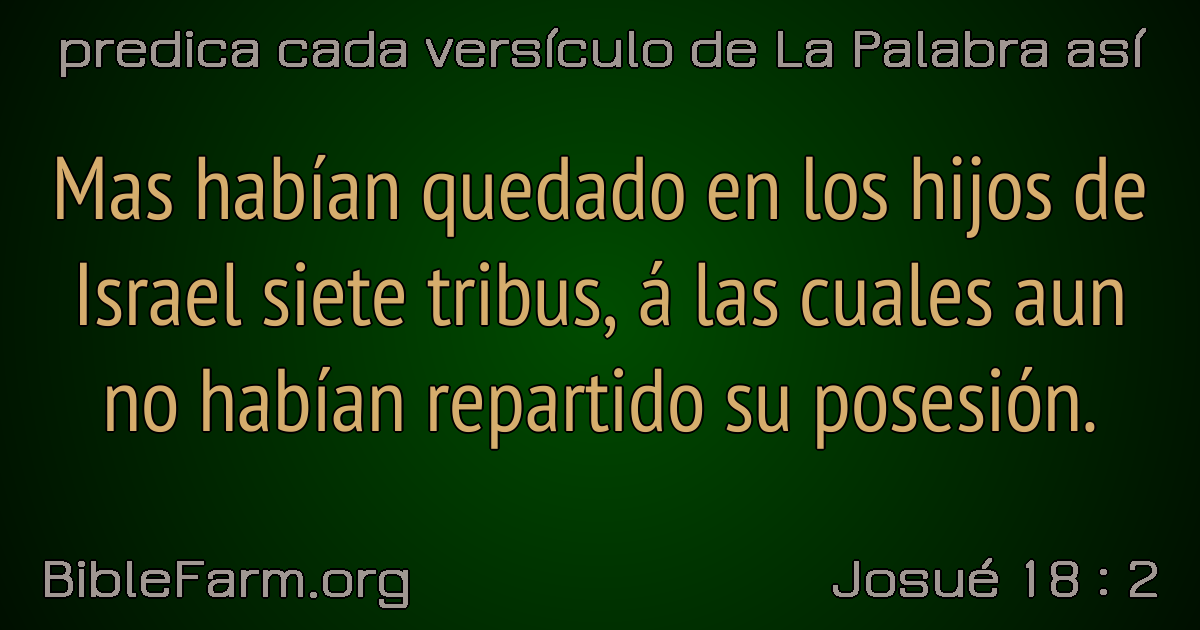 predica cada versículo de La Palabra así
Mas habían quedado en los hijos de
Israel siete tribus, á las cuales aun
no habían repartido su posesión.
BibleFarm.org
Josué 18 : 2